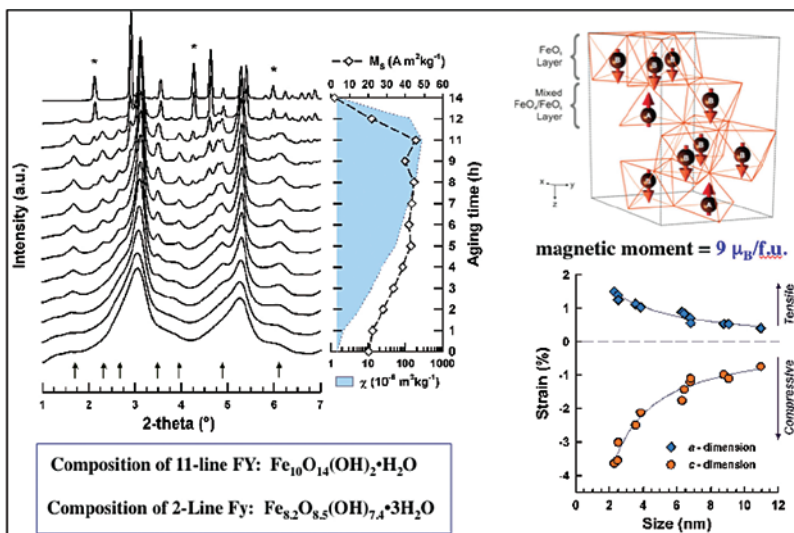 * * *
Intensity (a.u.)
1 2 3 4 5 6 7
2-theta (°)
Mₛ (A m²kg⁻¹)
0 10 20 30 40 50 60
14
12
11
9
8
7
6
5
4
3
2
1
0
Aging time (h)
1 10 100 1000
χ (10⁻⁶ m³kg⁻¹)
FeO₆
Layer
Mixed
FeO₄/FeO₆
Layer
x y
z
magnetic moment = 9 μB/f.u.
2
1
0
-1
-2
-3
-4
Strain (%)
Tensile
Compressive
a - dimension
c - dimension
0 2 4 6 8 10 12
Size (nm)
Composition of 11-line FY: Fe₁₀O₁₄(OH)₂•H₂O
Composition of 2-Line Fy: Fe₈.₂O₈.₅(OH)₇.₄•3H₂O